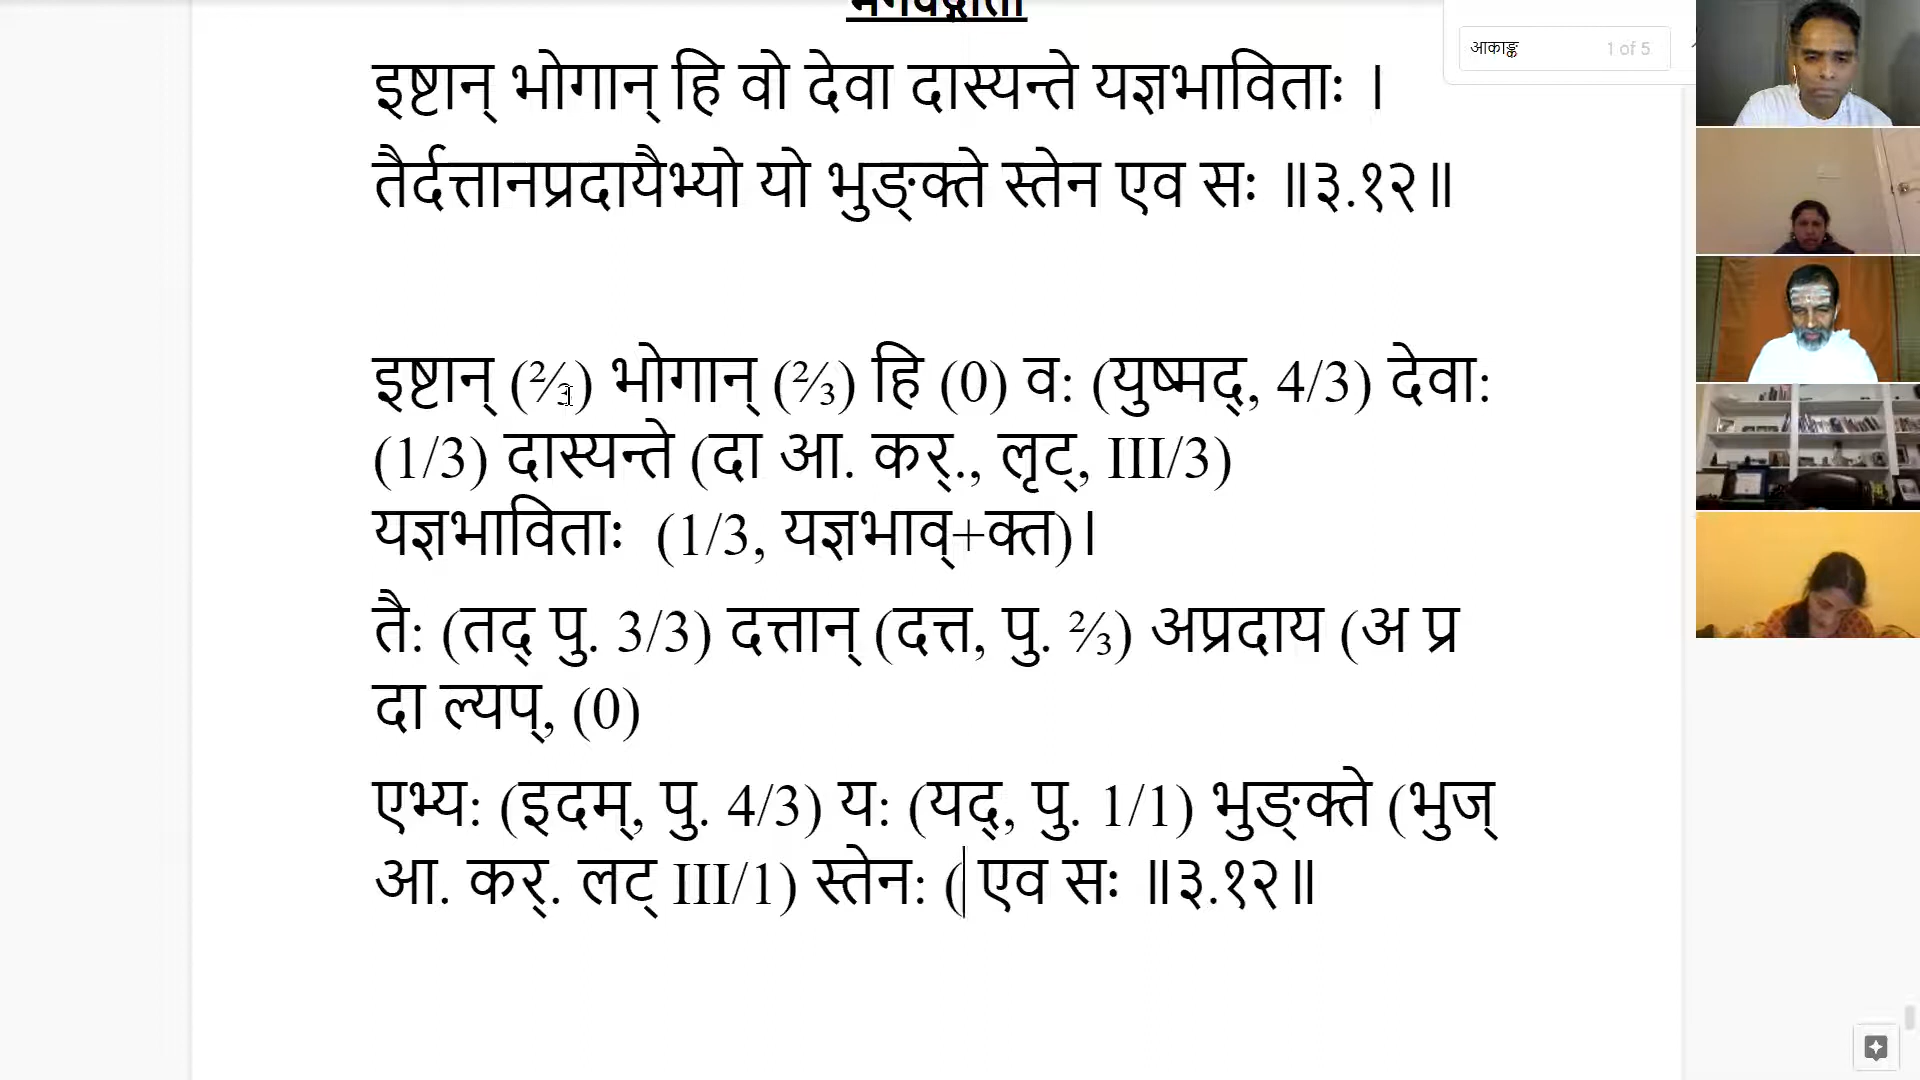 भगवद्गीता
आकाङ्क्ष 1 of 5
इष्टान् भोगान् हि वो देवा दास्यन्ते यज्ञभाविताः ।
तैर्दत्तानप्रदायैभ्यो यो भुङ्क्ते स्तेन एव सः ॥३.१२॥
इष्टान् (⅔) भोगान् (⅔) हि (0) वः (युष्मद्, 4/3) देवाः
(1/3) दास्यन्ते (दा आ. कर्., लृट्, III/3)
यज्ञभाविताः (1/3, यज्ञभाव्+क्त)।
तैः (तद् पु. 3/3) दत्तान् (दत्त, पु. ⅔) अप्रदाय (अ प्र
दा ल्यप्, (0)
एभ्यः (इदम्, पु. 4/3) यः (यद्, पु. 1/1) भुङ्क्ते (भुज्
आ. कर्. लट् III/1) स्तेनः ( एव सः ॥३.१२॥